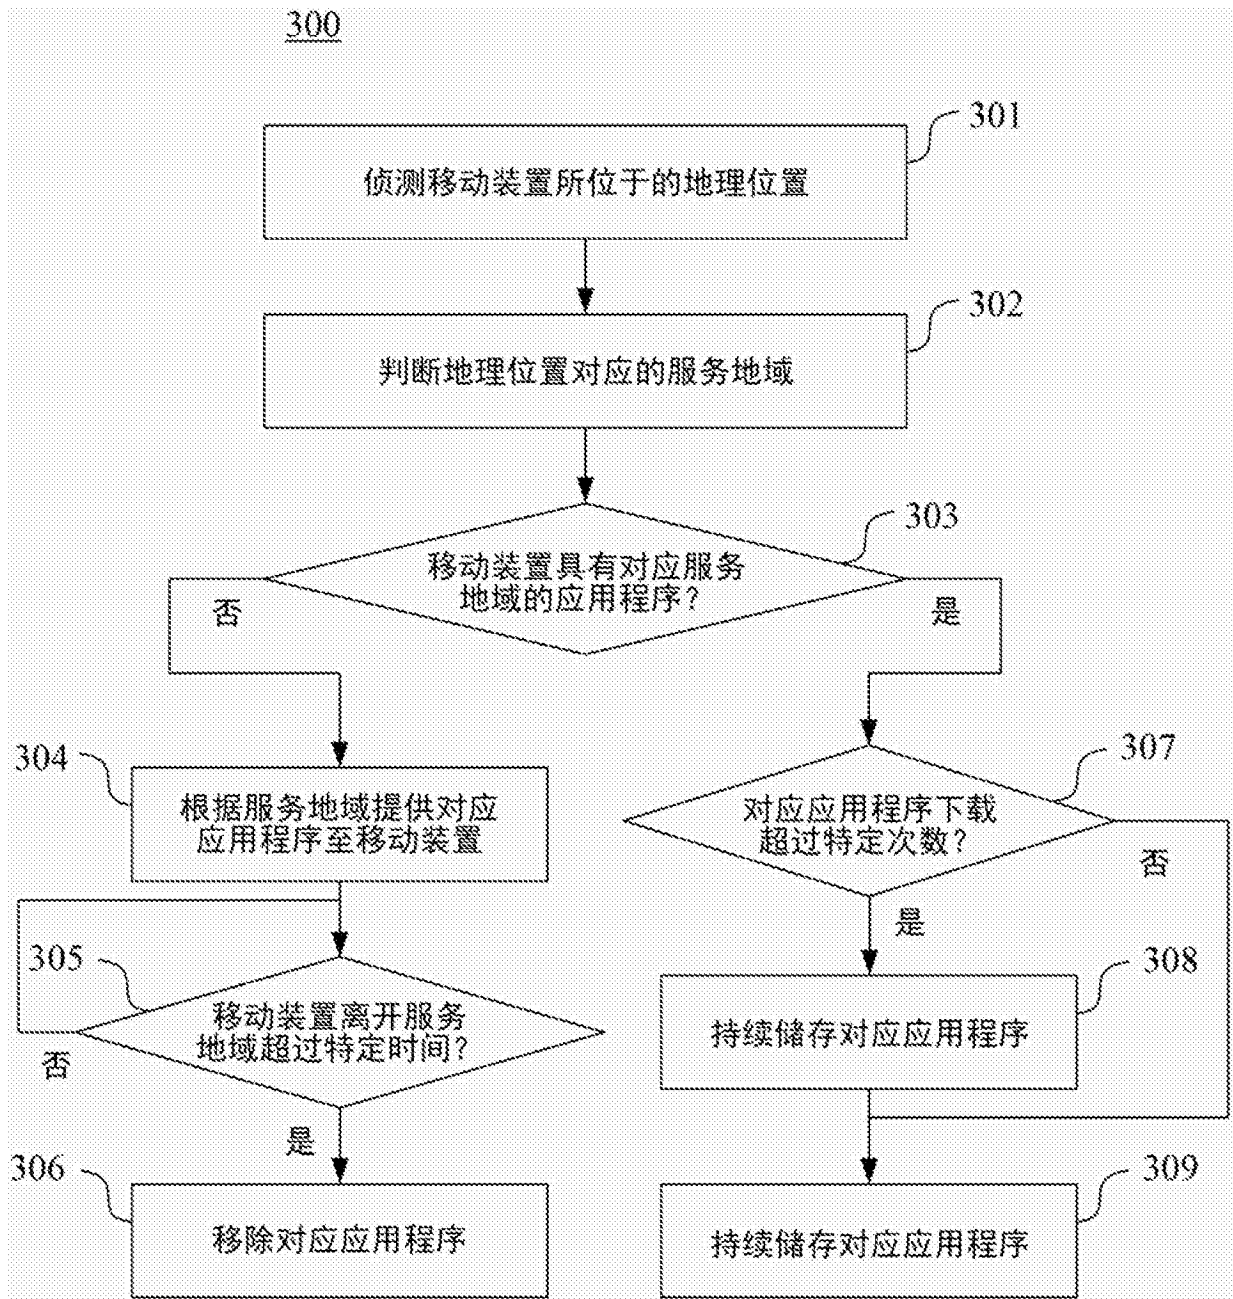 300
301
侦测移动装置所位于的地理位置
302
判断地理位置对应的服务地域
303
移动装置具有对应服务
地域的应用程序?
否
是
304
根据服务地域提供对应
应用程序至移动装置
307
对应应用程序下载
超过特定次数?
否
是
305
移动装置离开服务
地域超过特定时间?
否
308
持续储存对应应用程序
是
306
移除对应应用程序
309
持续储存对应应用程序